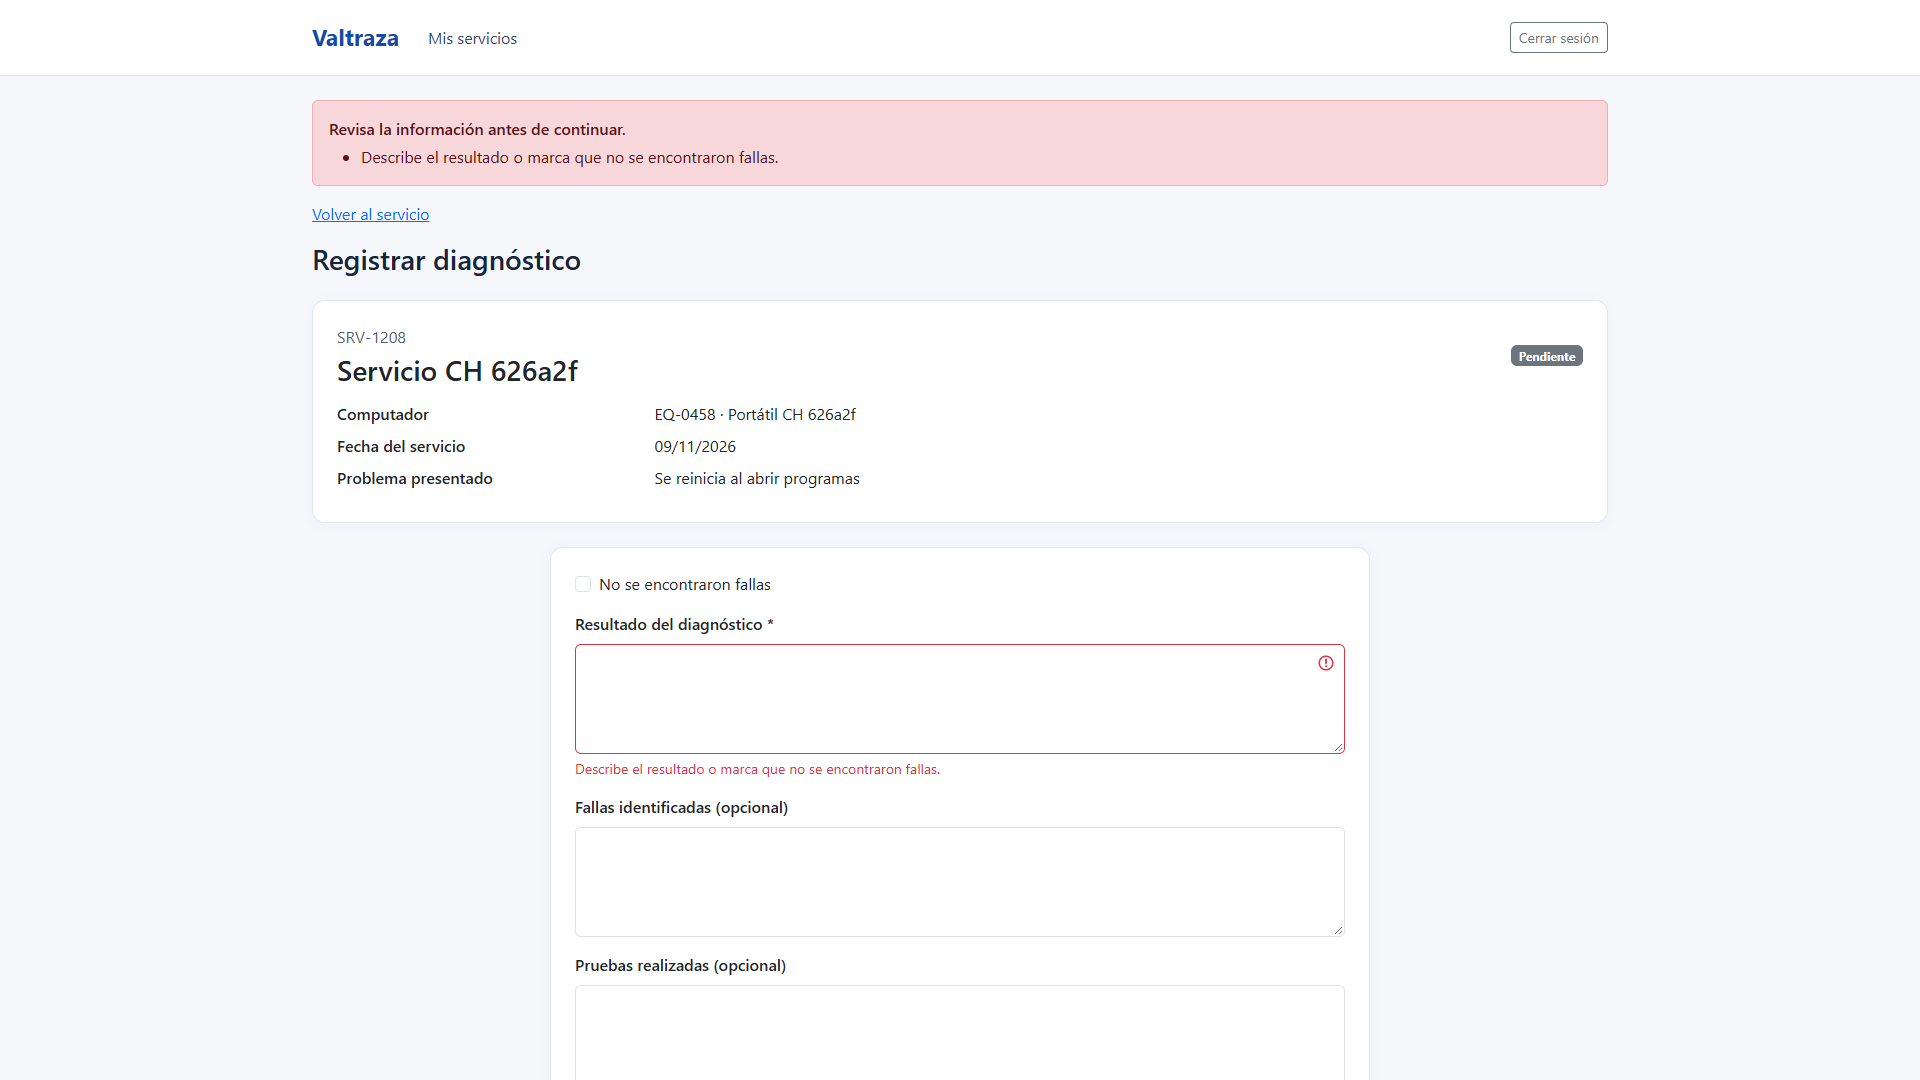 Valtraza Mis servicios Cerrar sesión
Revisa la información antes de continuar.
• Describe el resultado o marca que no se encontraron fallas.
Volver al servicio
Registrar diagnóstico
SRV-1208
Servicio CH 626a2f
Pendiente
Computador EQ-0458 · Portátil CH 626a2f
Fecha del servicio 09/11/2026
Problema presentado Se reinicia al abrir programas
No se encontraron fallas
Resultado del diagnóstico *
Describe el resultado o marca que no se encontraron fallas.
Fallas identificadas (opcional)
Pruebas realizadas (opcional)